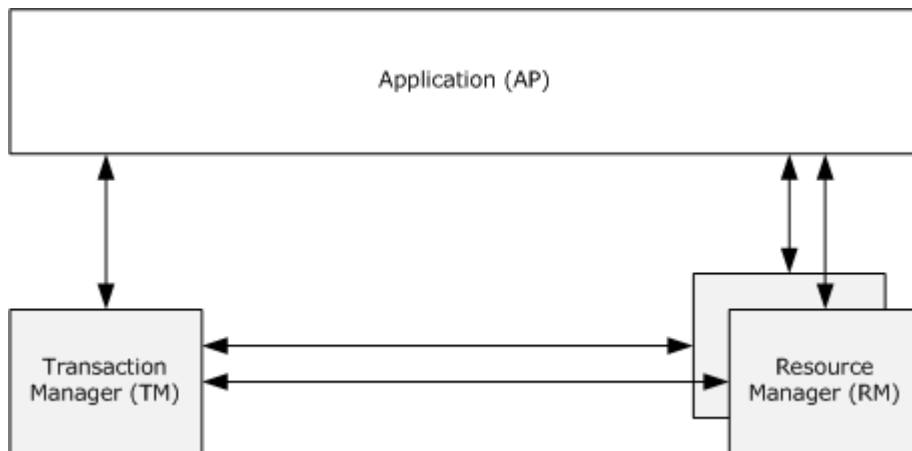 Application (AP)
Transaction
Manager (TM)
Resource
Manager (RM)